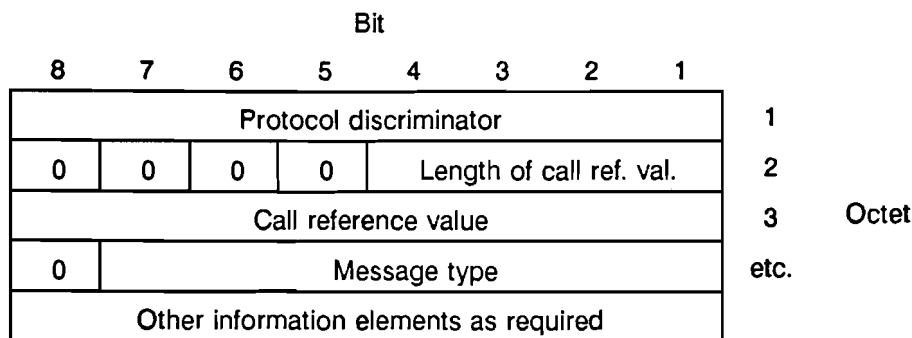 Bit
8 7 6 5 4 3 2 1
Protocol discriminator 1
0 0 0 0 Length of call ref. val. 2
Call reference value 3 Octet
0 Message type etc.
Other information elements as required